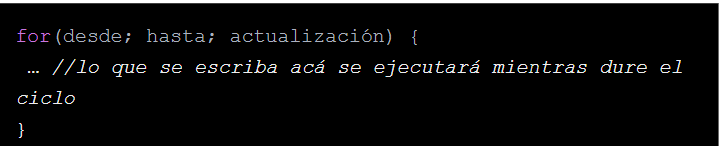 for(desde; hasta; actualización) {
… //lo que se escriba acá se ejecutará mientras dure el
ciclo
}